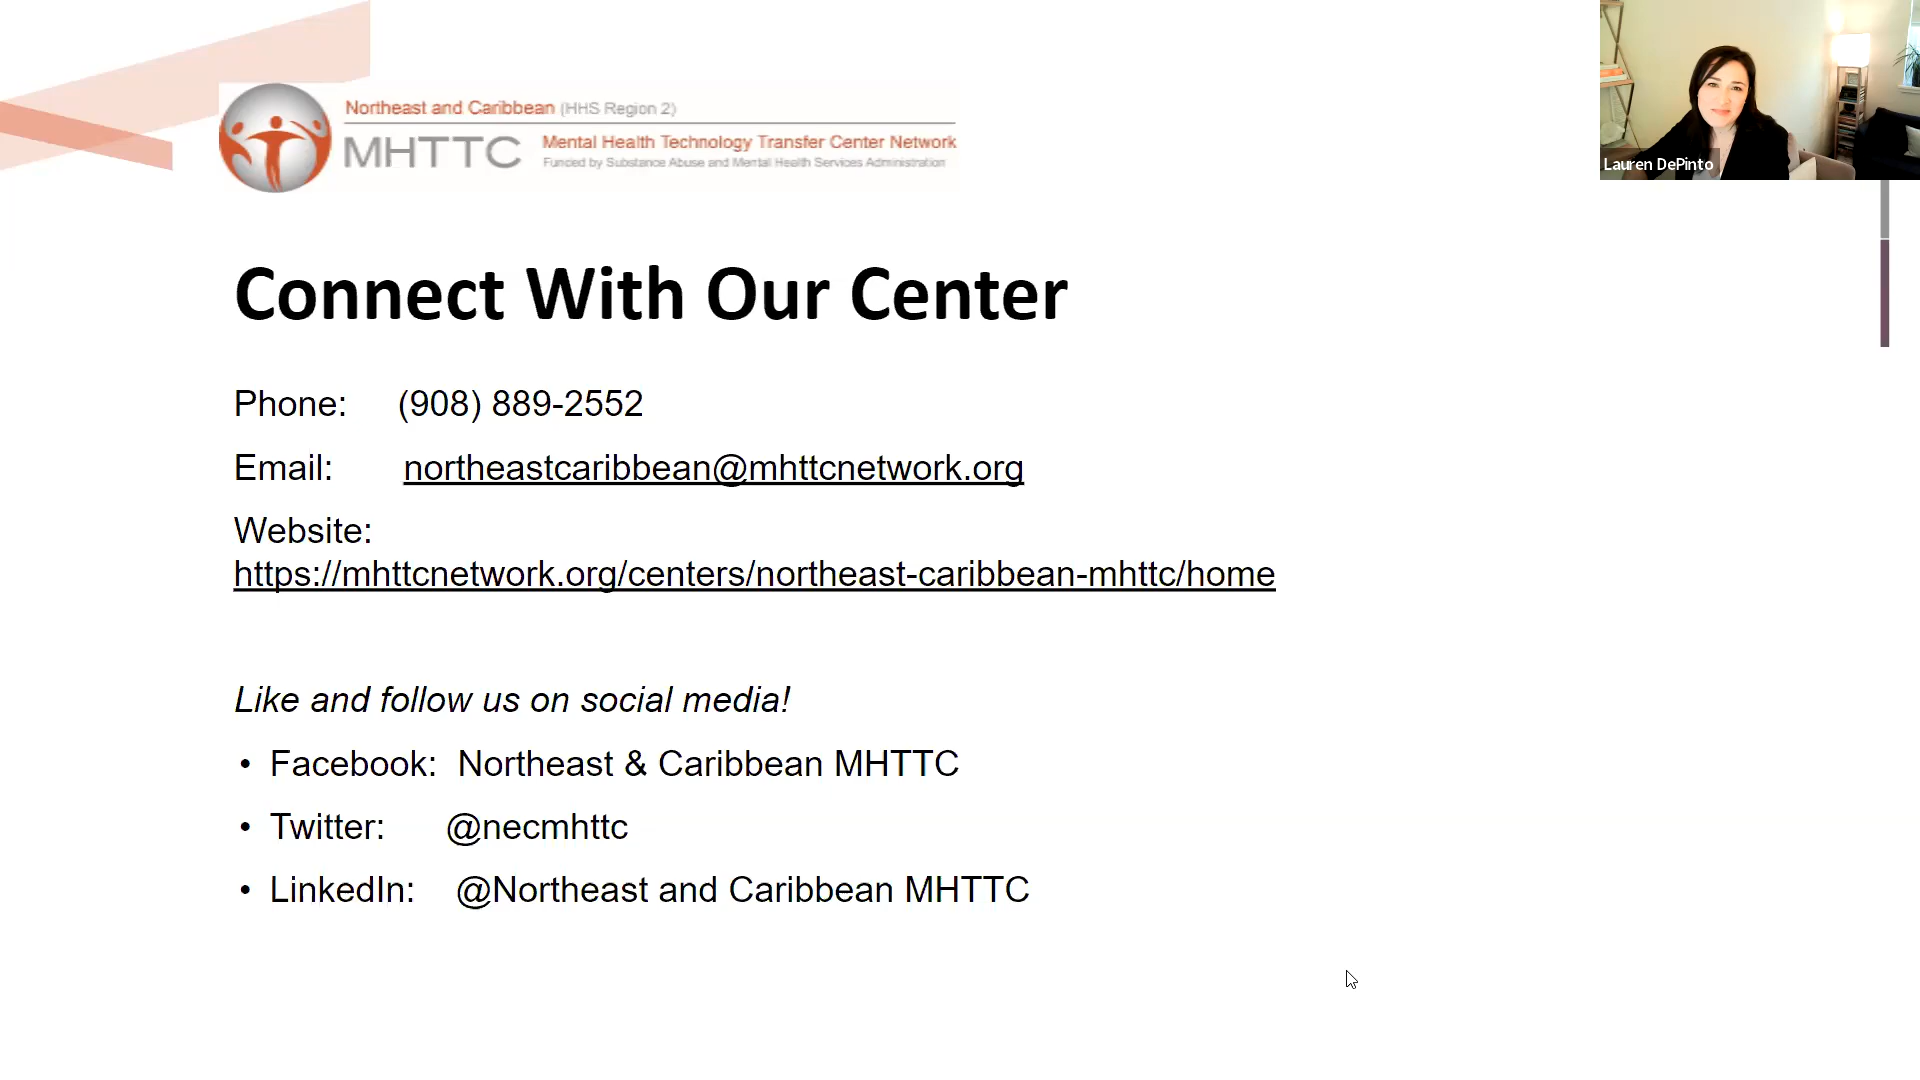 Northeast and Caribbean (HHS Region 2)
MHTTC
Mental Health Technology Transfer Center Network
Funded by Substance Abuse and Mental Health Services Administration
Lauren DePinto
Connect With Our Center
Phone: (908) 889-2552
Email: northeastcaribbean@mhttcnetwork.org
Website:
https://mhttcnetwork.org/centers/northeast-caribbean-mhttc/home
Like and follow us on social media!
• Facebook: Northeast & Caribbean MHTTC
• Twitter: @necmhttc
• LinkedIn: @Northeast and Caribbean MHTTC